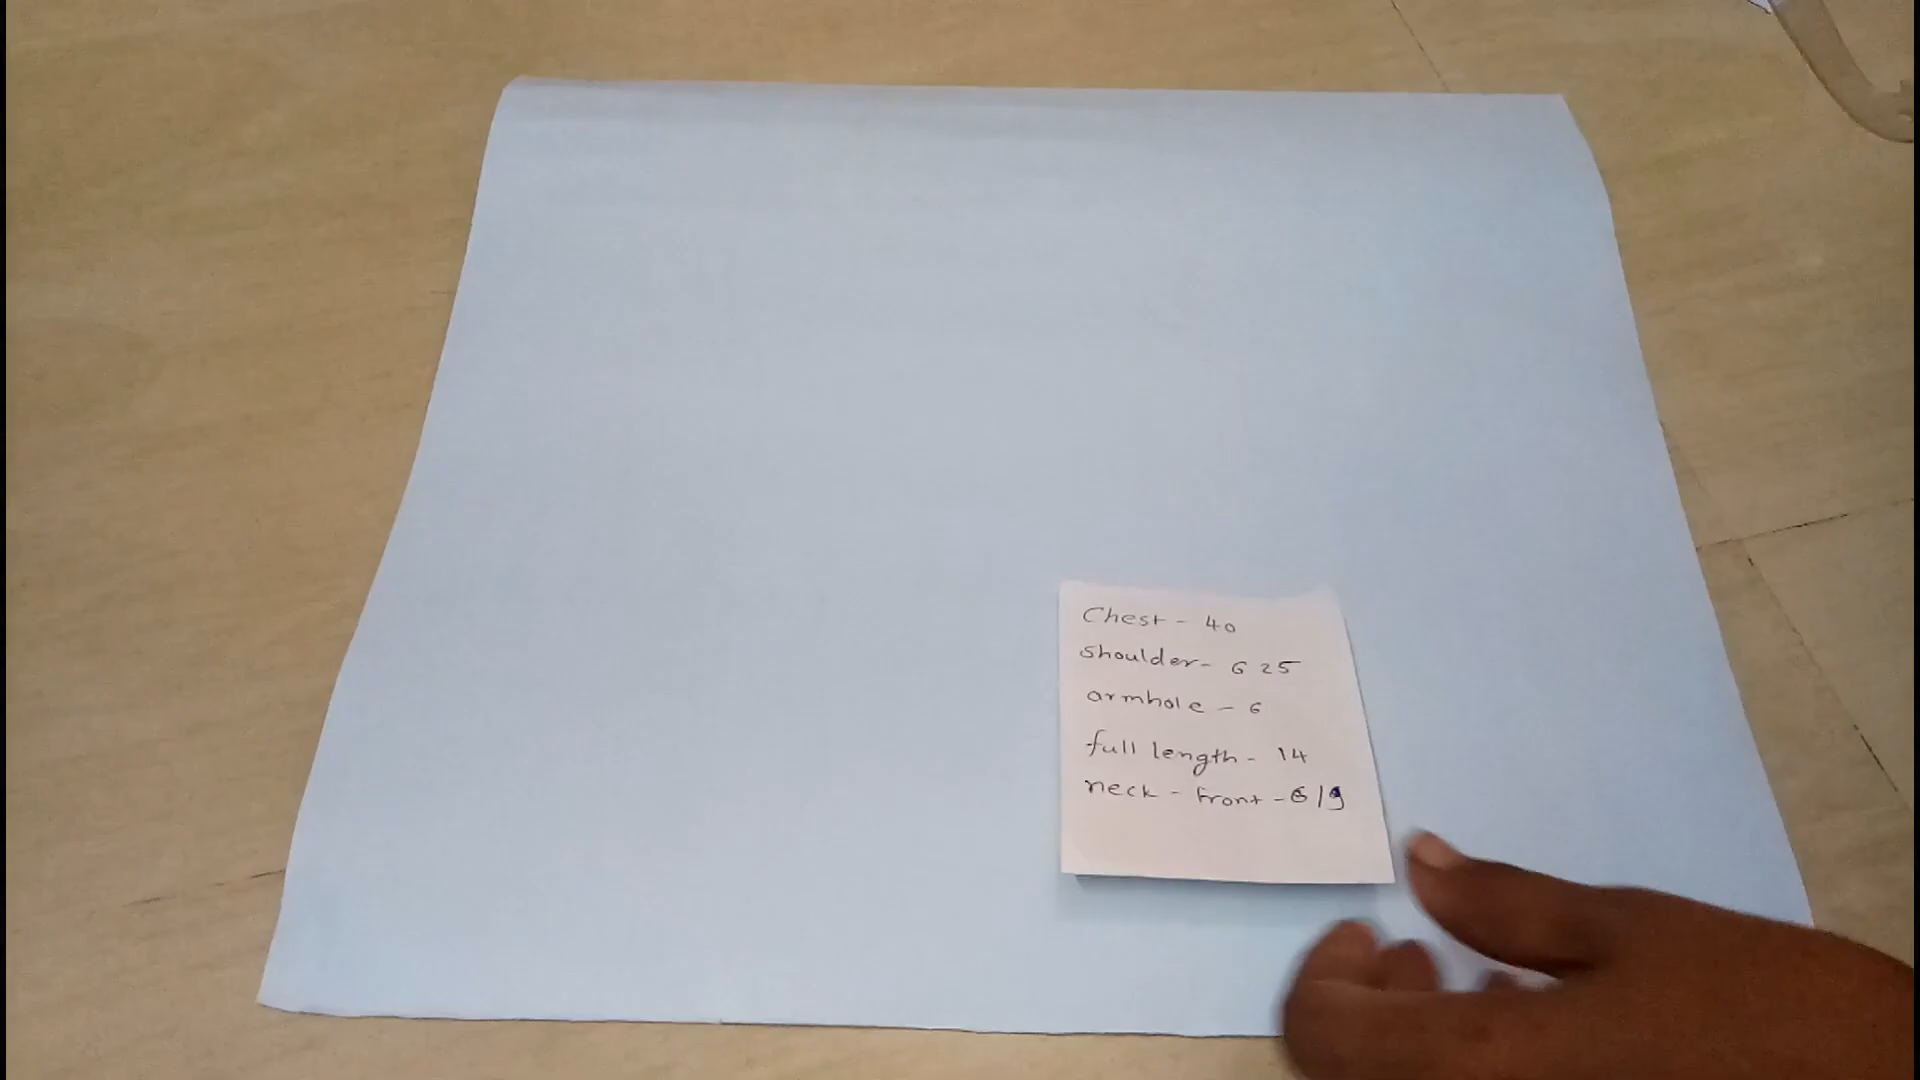 Chest - 40
shoulder - 6 25
armhole - 6
full length - 14
neck - front - 6/9